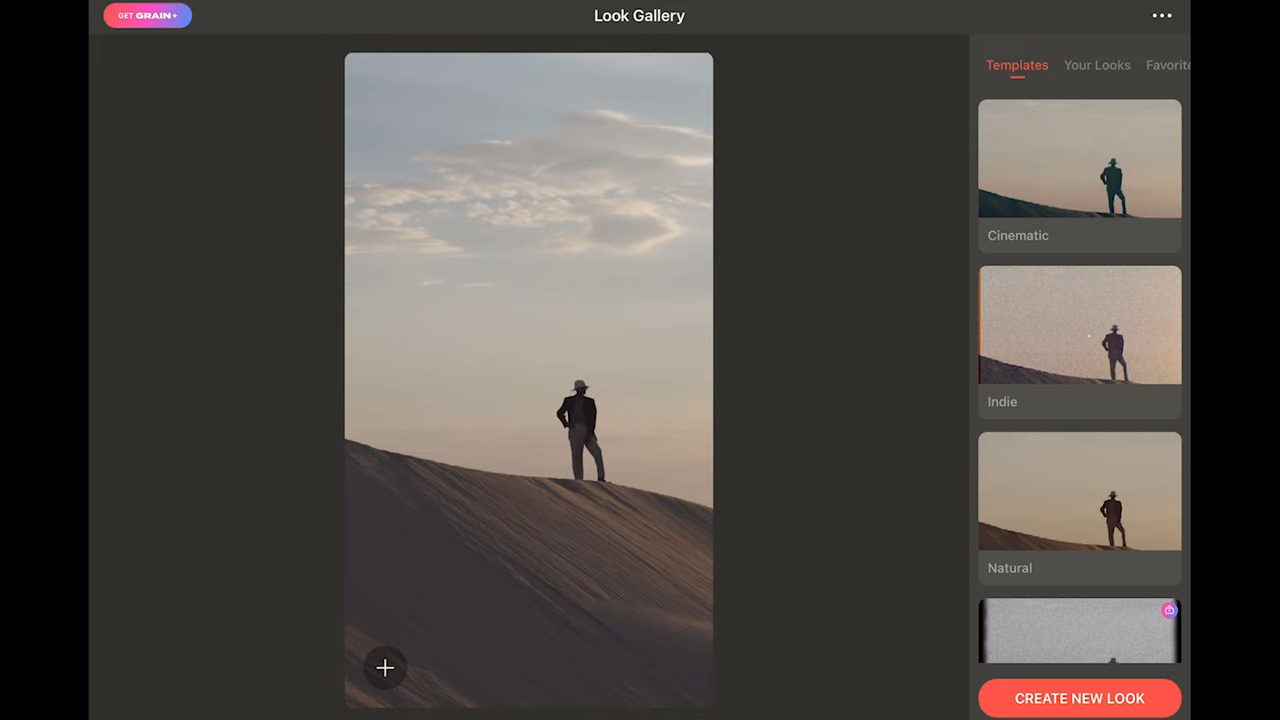 GET GRAIN+
Look Gallery
Templates
Your Looks
Favorite
Cinematic
Indie
Natural
CREATE NEW LOOK